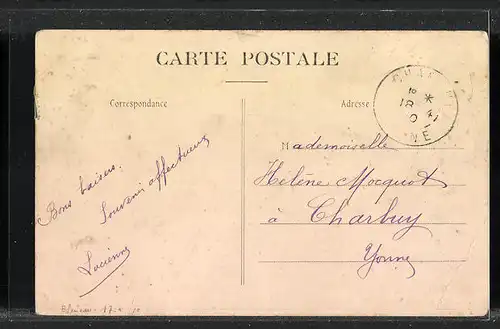 CARTE POSTALE
Correspondance
Adresse
Bons baisers.
Souvenir affectueux
Lucienne
Mademoiselle
Hélène Mocquot
à Charbuy
Yonne